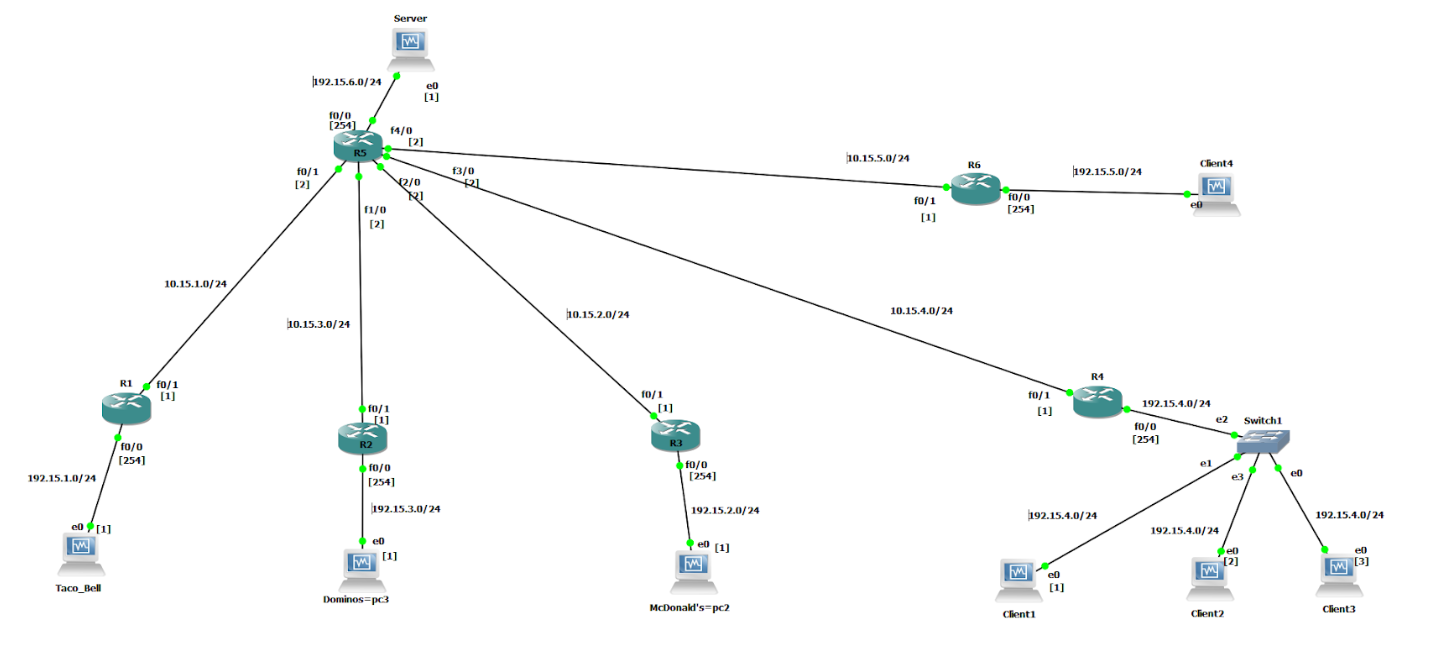 Server
192.15.6.0/24
e0
[1]
f0/0
[254]
f4/0
[2]
R5
10.15.5.0/24
R6
192.15.5.0/24
Client4
f0/1
[2]
f2/0
[2]
f3/0
[2]
f0/1
[1]
f0/0
[254]
e0
f1/0
[2]
10.15.1.0/24
10.15.3.0/24
10.15.2.0/24
10.15.4.0/24
R1
f0/1
[1]
f0/1
[1]
f0/1
[1]
R4
f0/1
[1]
192.15.4.0/24
f0/0
[254]
e2
Switch1
f0/0
[254]
R2
f0/0
[254]
R3
f0/0
[254]
e1
e3
e0
192.15.1.0/24
192.15.3.0/24
192.15.2.0/24
192.15.4.0/24
192.15.4.0/24
192.15.4.0/24
e0
[1]
e0
[1]
e0
[1]
e0
[1]
e0
[2]
e0
[3]
Taco_Bell
Dominos=pc3
McDonald's=pc2
Client1
Client2
Client3